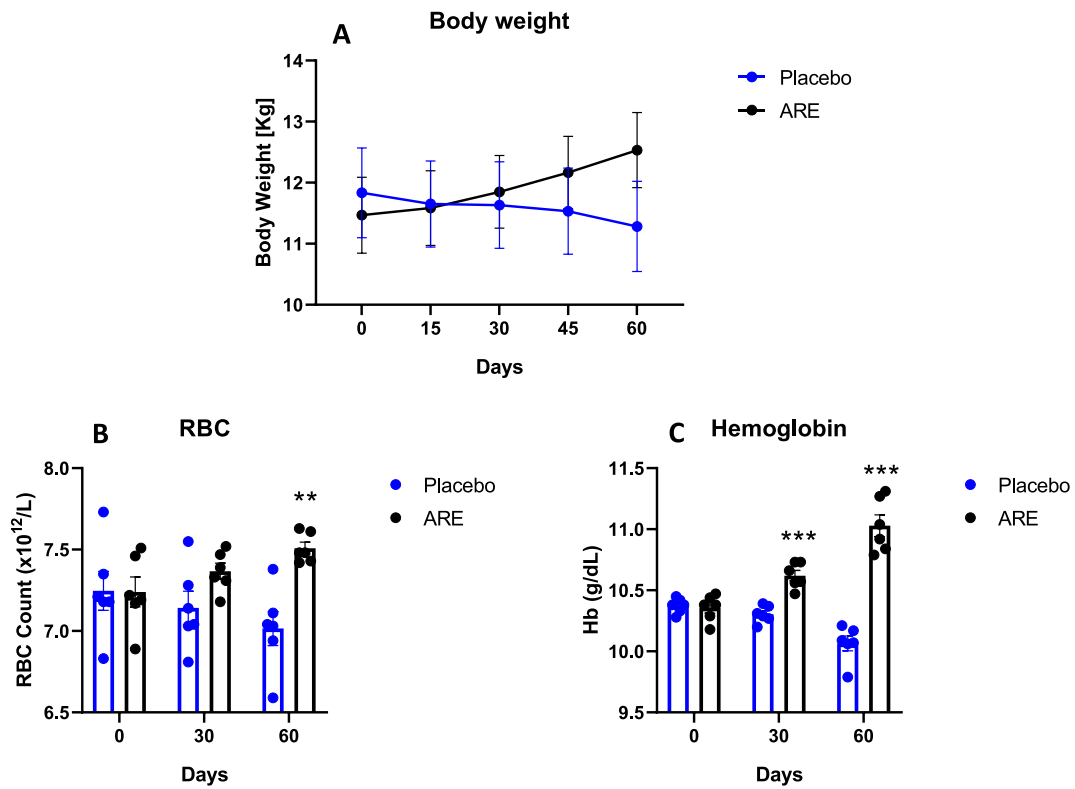 A
Body weight
Body Weight [Kg]
14
13
12
11
10
0 15 30 45 60
Days
Placebo
ARE
B
RBC
RBC Count (x10¹²/L)
8.0
7.5
7.0
6.5
**
0 30 60
Days
Placebo
ARE
C
Hemoglobin
Hb (g/dL)
11.5
11.0
10.5
10.0
9.5
***
***
0 30 60
Days
Placebo
ARE